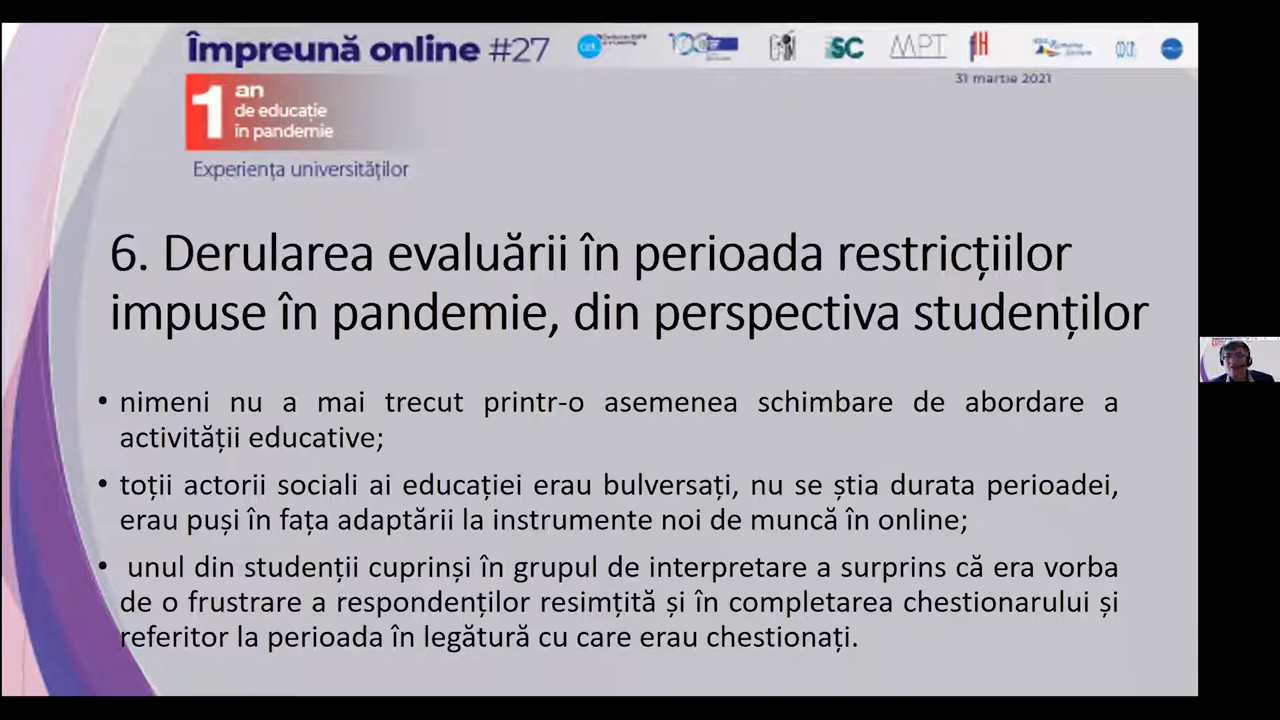 Împreună online #27
SC
MPT
31 martie 2021
1 an
de educație
în pandemie
Experiența universităților
6. Derularea evaluării în perioada restricțiilor
impuse în pandemie, din perspectiva studenților
• nimeni nu a mai trecut printr-o asemenea schimbare de abordare a
activității educative;
• toții actorii sociali ai educației erau bulversați, nu se știa durata perioadei,
erau puși în fața adaptării la instrumente noi de muncă în online;
• unul din studenții cuprinși în grupul de interpretare a surprins că era vorba
de o frustrare a respondenților resimțită și în completarea chestionarului și
referitor la perioada în legătură cu care erau chestionați.